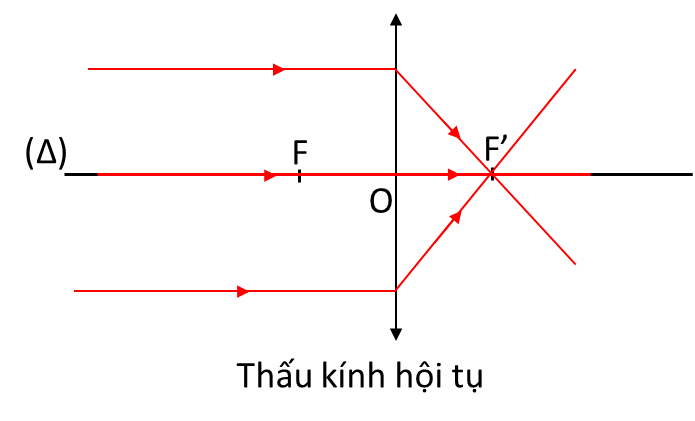 (Δ)
F
F’
O
Thấu kính hội tụ